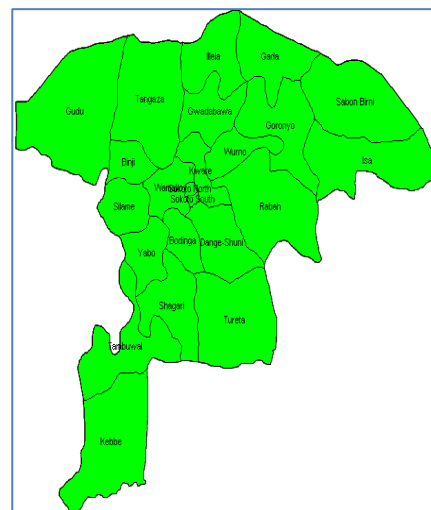 Illela
Gada
Gudu
Tangaza
Sabon Birni
Gwadabawa
Goronyo
Wurno
Binji
Isa
Kware
Wamako
Sokoto North
Sokoto South
Silame
Rabah
Bodinga
Dange-Shuni
Yabo
Shagari
Tureta
Tambuwal
Kebbe